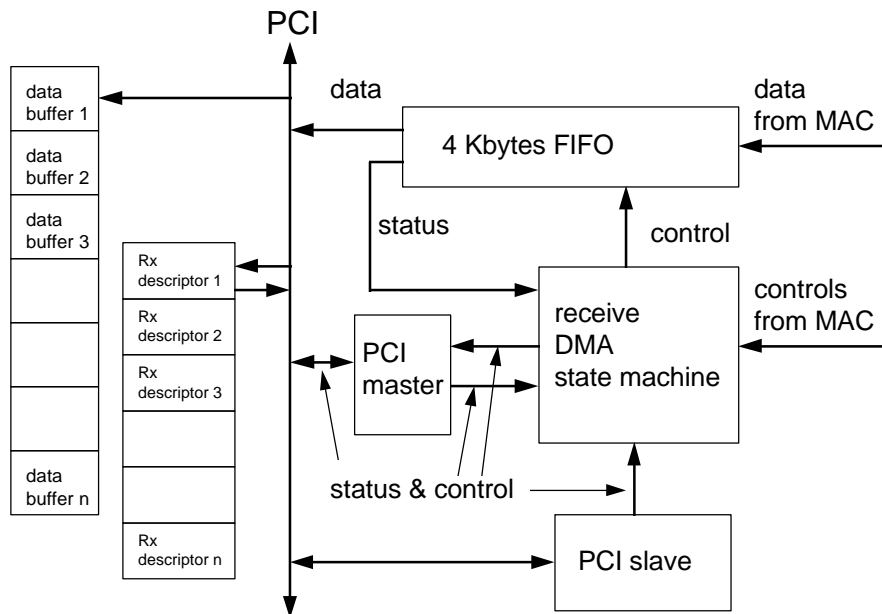 PCI
data
buffer 1
data
buffer 2
data
buffer 3
data
buffer n
Rx
descriptor 1
Rx
descriptor 2
Rx
descriptor 3
Rx
descriptor n
data
4 Kbytes FIFO
data
from MAC
status
control
receive
DMA
state machine
controls
from MAC
PCI
master
status & control
PCI slave